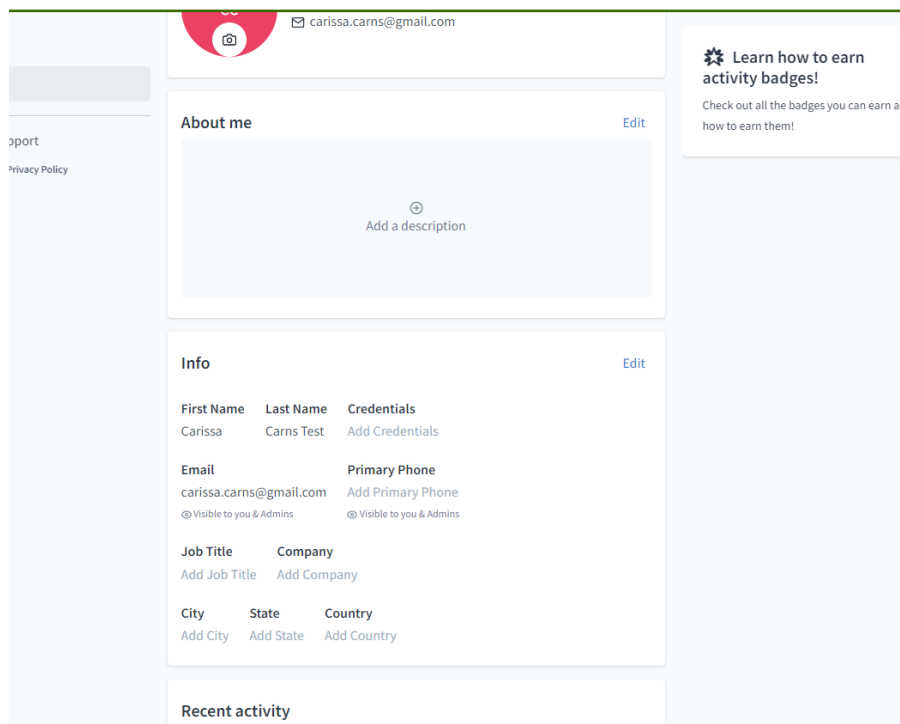 carissa.carns@gmail.com
Learn how to earn
activity badges!
Check out all the badges you can earn a
how to earn them!
pport
Privacy Policy
About me Edit
Add a description
Info Edit
First Name Last Name Credentials
Carissa Carns Test Add Credentials
Email Primary Phone
carissa.carns@gmail.com Add Primary Phone
Visible to you & Admins Visible to you & Admins
Job Title Company
Add Job Title Add Company
City State Country
Add City Add State Add Country
Recent activity